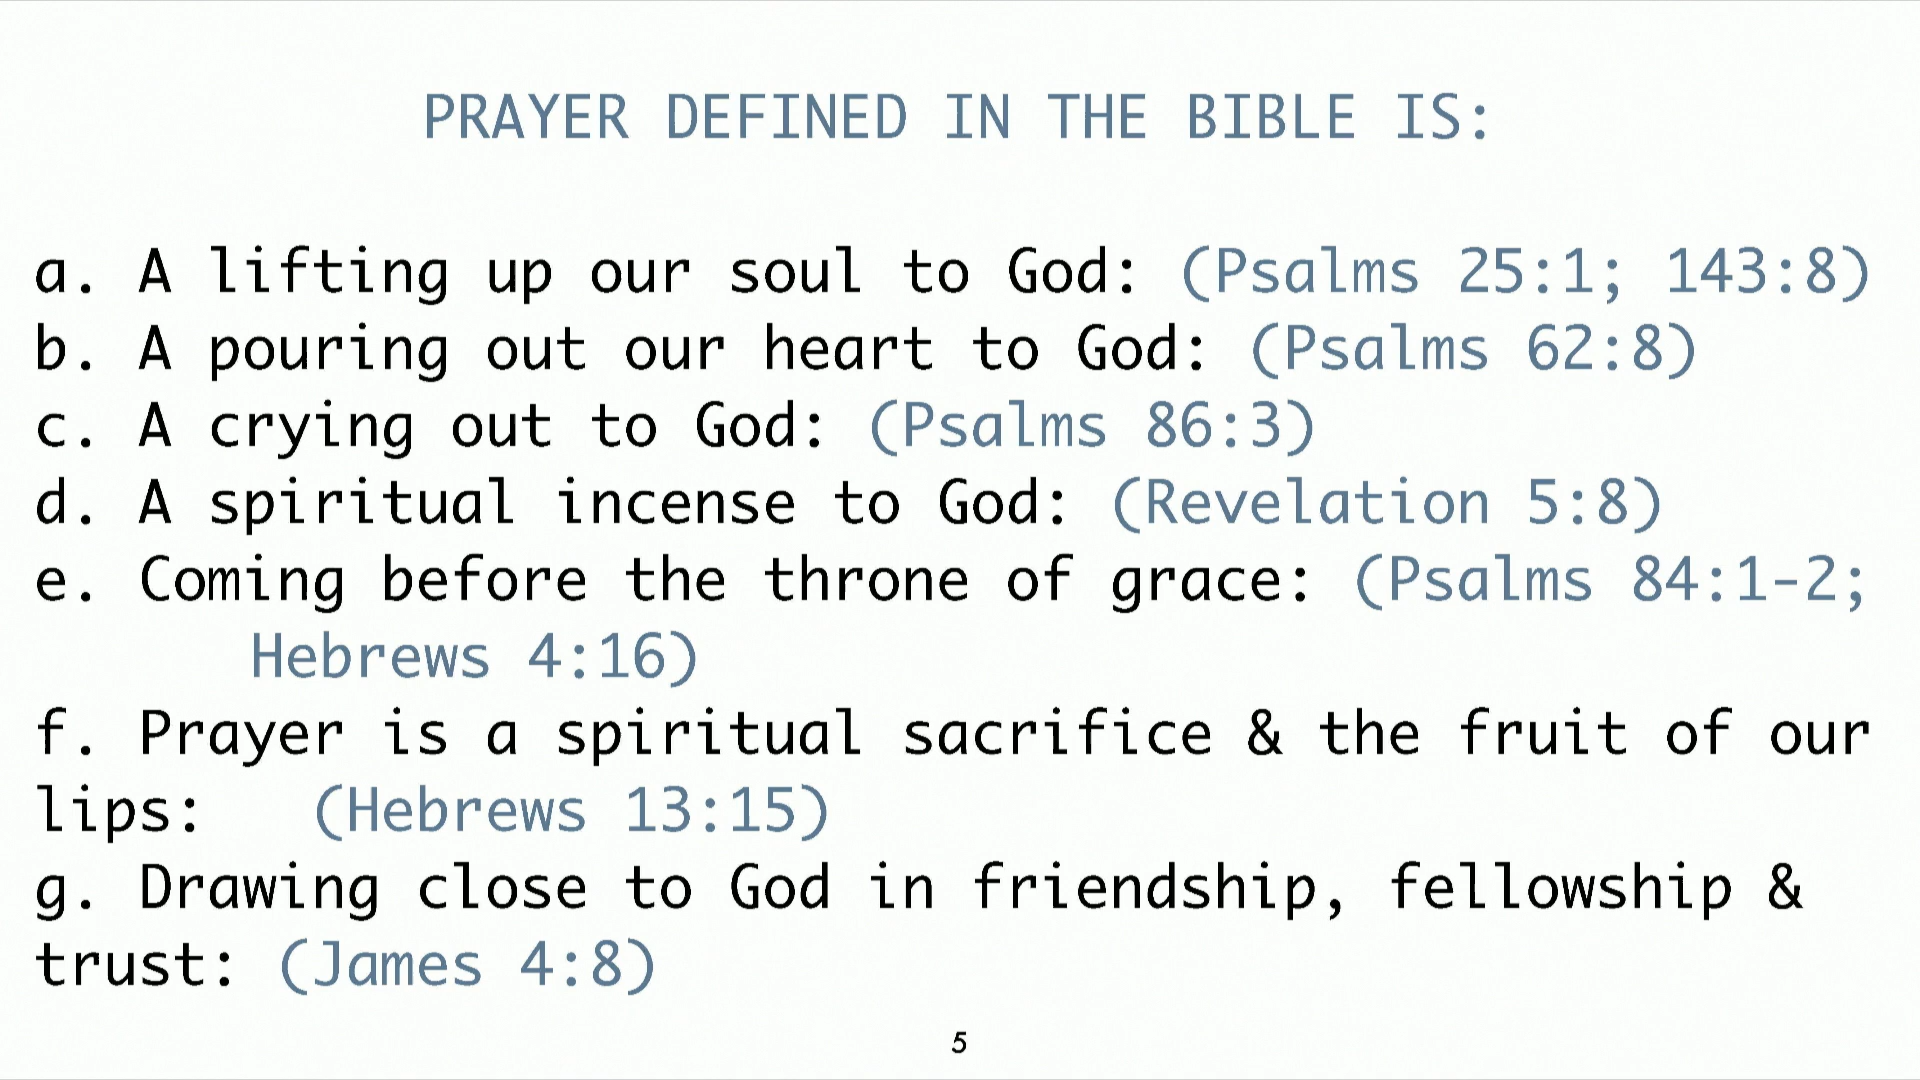 PRAYER DEFINED IN THE BIBLE IS:
a. A lifting up our soul to God: (Psalms 25:1; 143:8)
b. A pouring out our heart to God: (Psalms 62:8)
c. A crying out to God: (Psalms 86:3)
d. A spiritual incense to God: (Revelation 5:8)
e. Coming before the throne of grace: (Psalms 84:1-2;
Hebrews 4:16)
f. Prayer is a spiritual sacrifice & the fruit of our
lips: (Hebrews 13:15)
g. Drawing close to God in friendship, fellowship &
trust: (James 4:8)
5